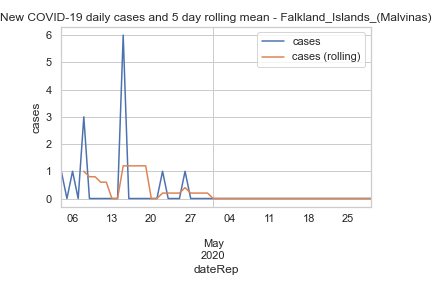 New COVID-19 daily cases and 5 day rolling mean - Falkland_Islands_(Malvinas)
cases
cases (rolling)
6
5
4
3
2
1
0
cases
06 13 20 27 04 11 18 25
May
2020
dateRep